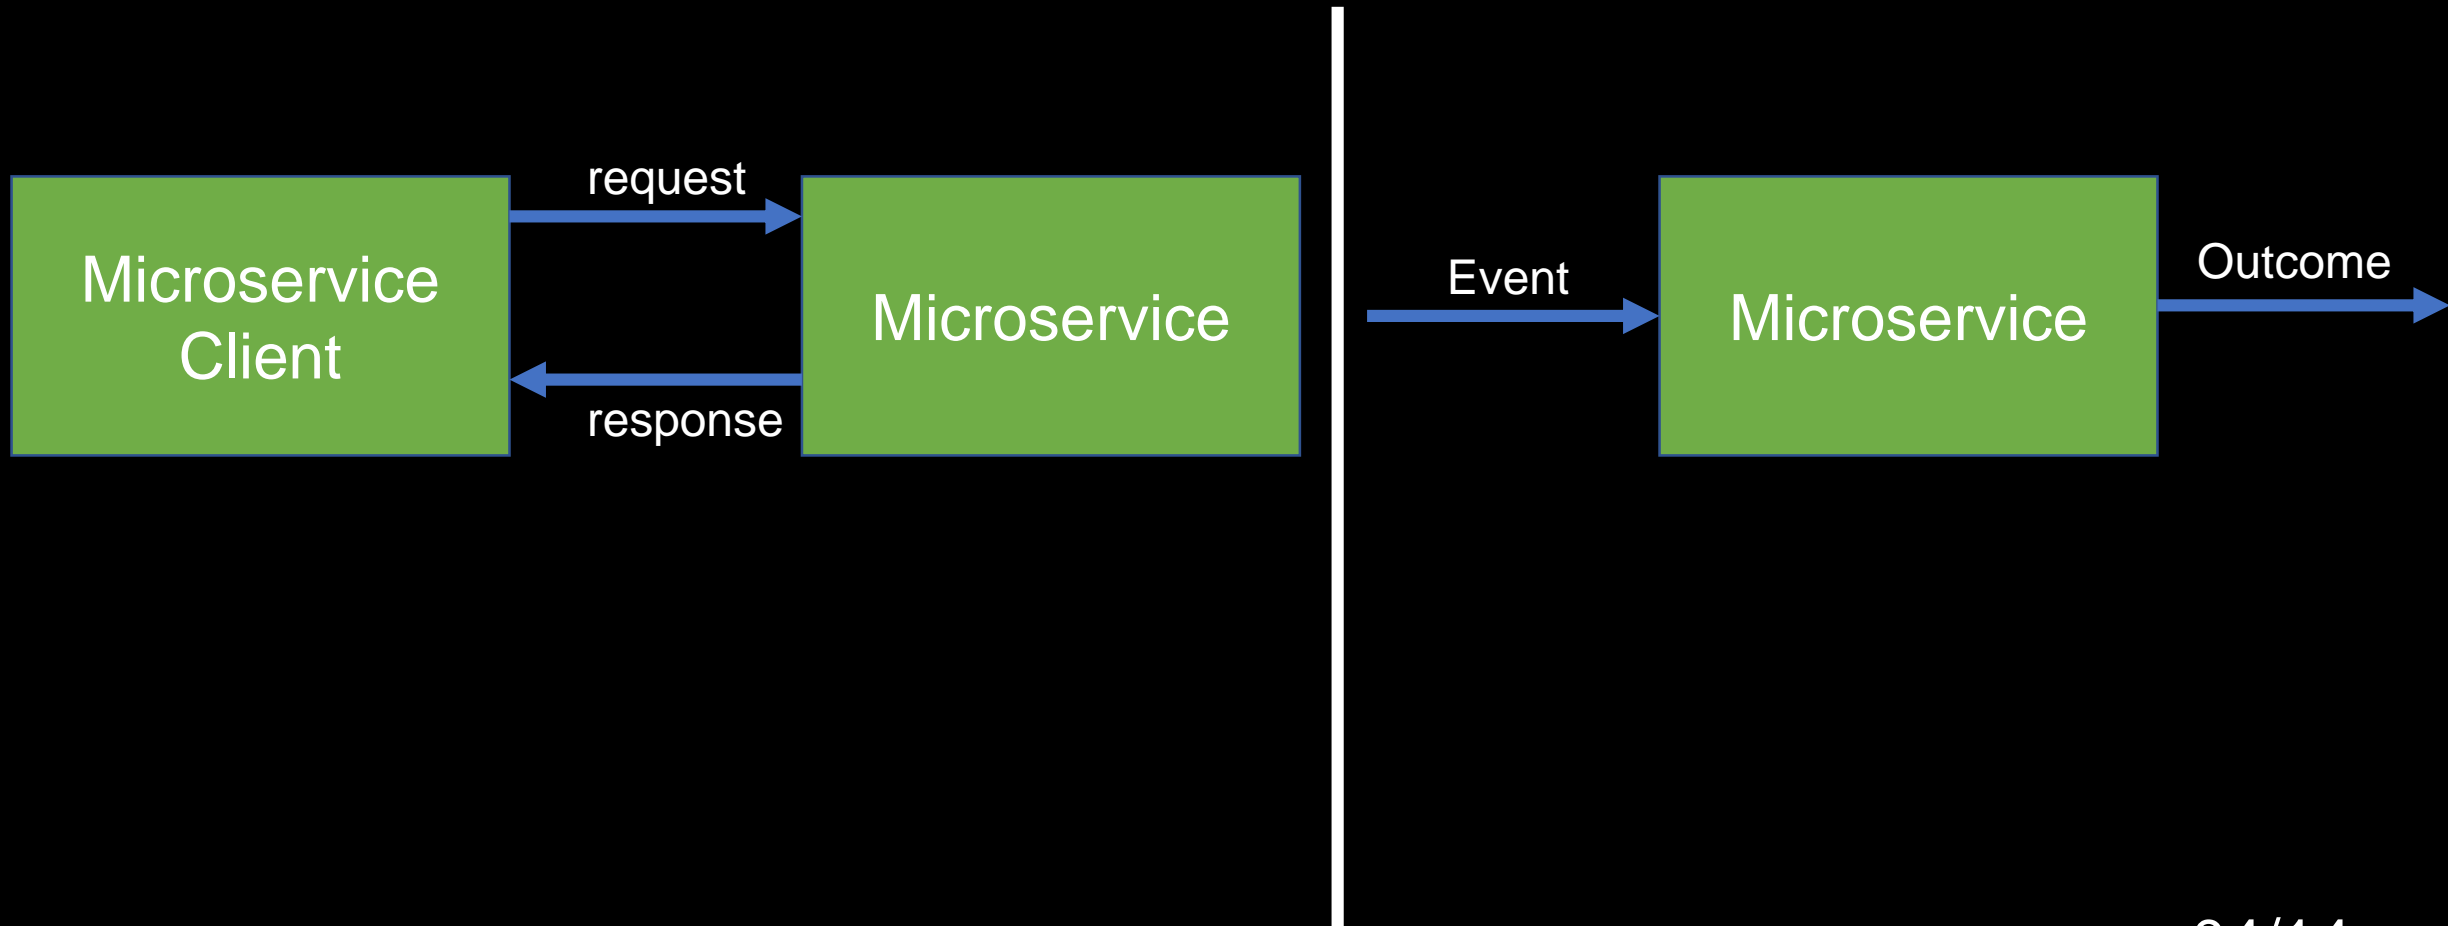 request
Microservice
Client
Microservice
response
Event
Microservice
Outcome